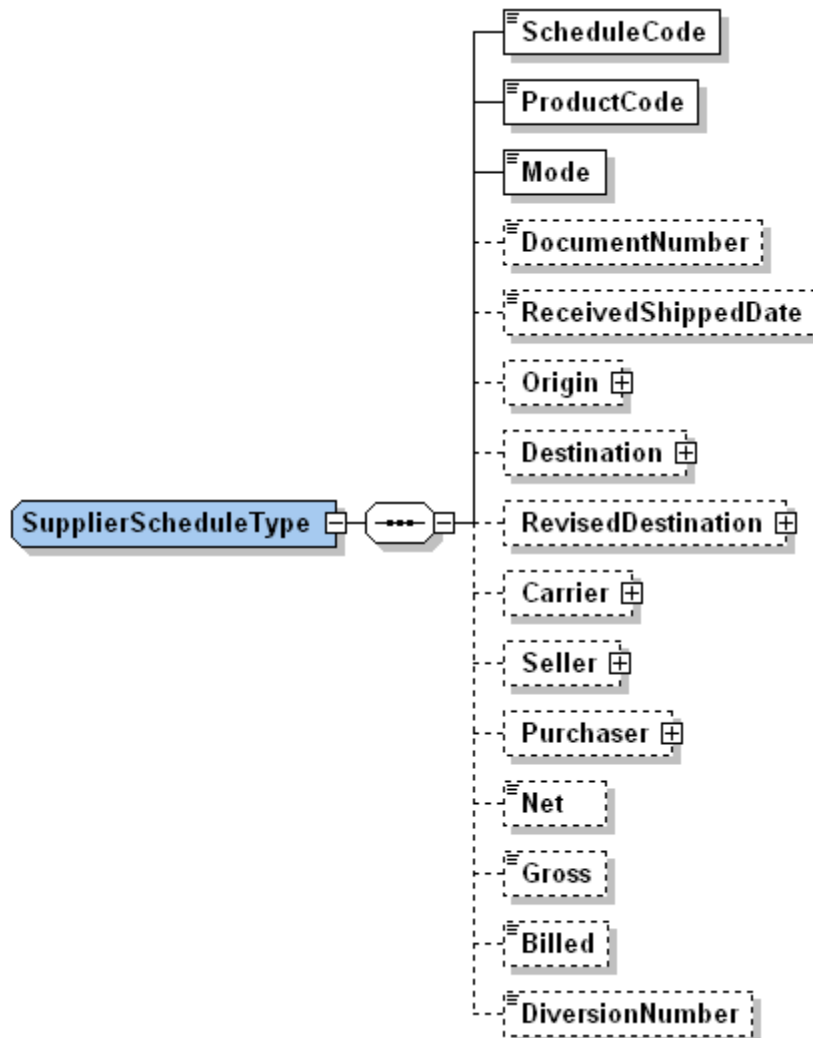 ScheduleCode
ProductCode
Mode
DocumentNumber
ReceivedShippedDate
Origin
Destination
SupplierScheduleType
RevisedDestination
Carrier
Seller
Purchaser
Net
Gross
Billed
DiversionNumber